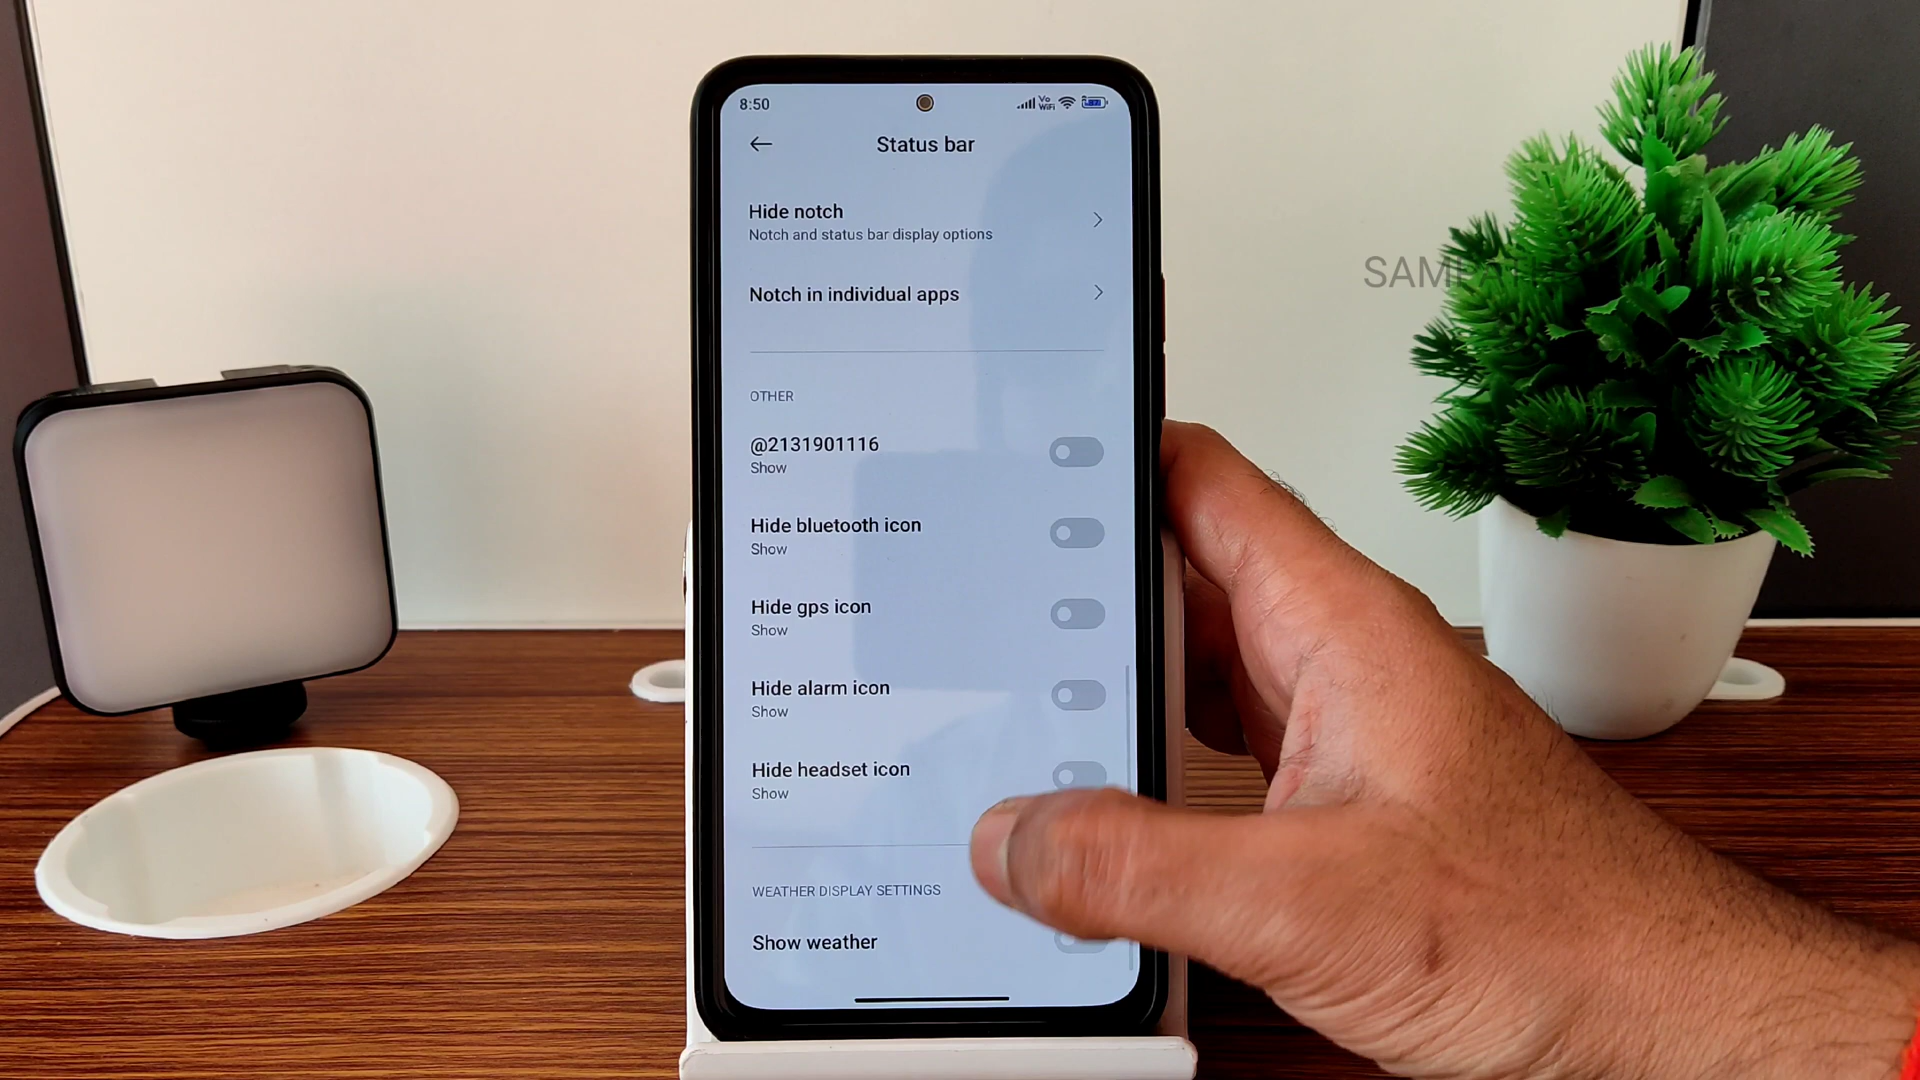 8:50
Vo
WiFi
Status bar
Hide notch
Notch and status bar display options
Notch in individual apps
OTHER
@2131901116
Show
Hide bluetooth icon
Show
Hide gps icon
Show
Hide alarm icon
Show
Hide headset icon
Show
WEATHER DISPLAY SETTINGS
Show weather